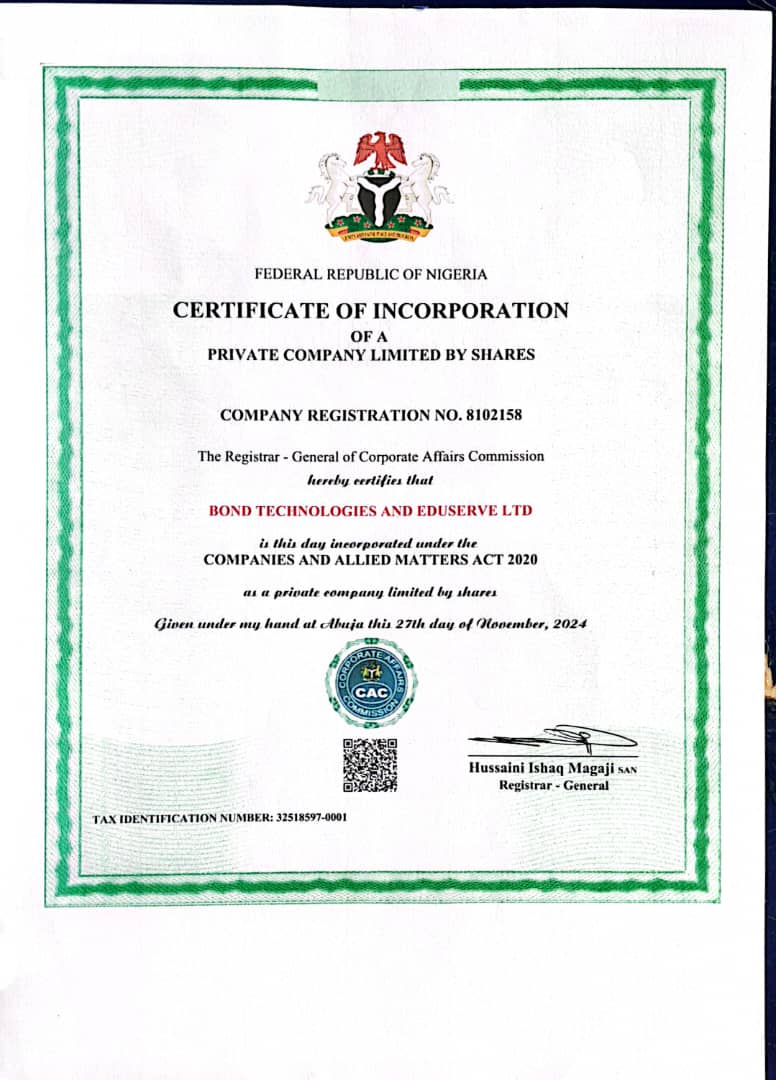 FEDERAL REPUBLIC OF NIGERIA
CERTIFICATE OF INCORPORATION
OF A
PRIVATE COMPANY LIMITED BY SHARES
COMPANY REGISTRATION NO. 8102158
The Registrar - General of Corporate Affairs Commission
hereby certifies that
BOND TECHNOLOGIES AND EDUSERVE LTD
is this day incorporated under the
COMPANIES AND ALLIED MATTERS ACT 2020
as a private company limited by shares
Given under my hand at Abuja this 27th day of November, 2024
CORPORATE AFFAIRS
CAC
COMMISSION
Hussaini Ishaq Magaji SAN
Registrar - General
TAX IDENTIFICATION NUMBER: 32518597-0001